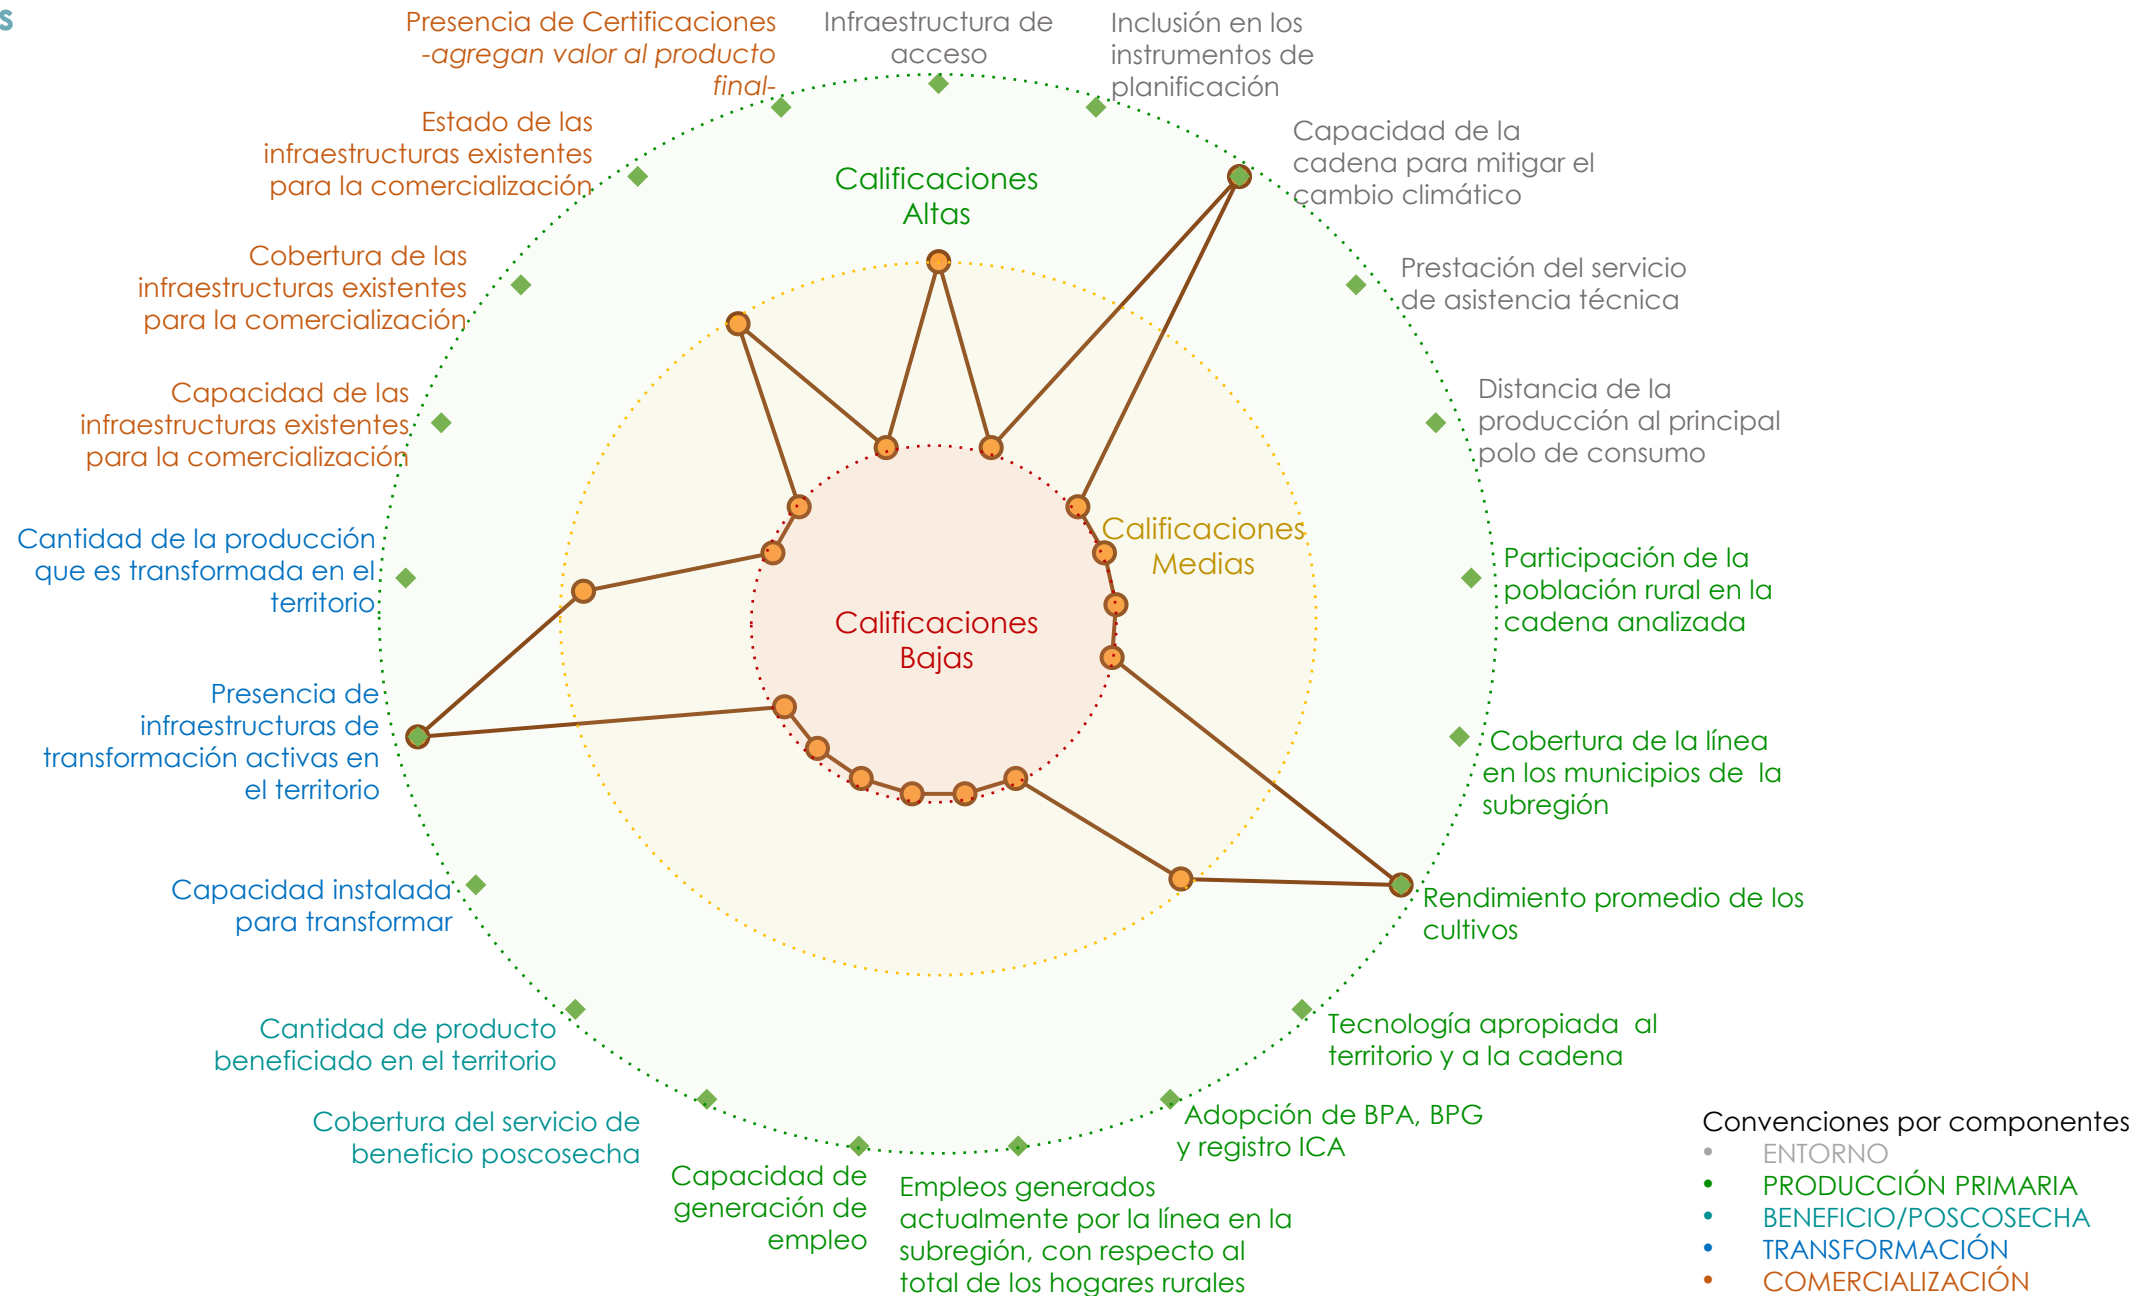 s
Presencia de Certificaciones
-agregan valor al producto
final-
Infraestructura de
acceso
Inclusión en los
instrumentos de
planificación
Capacidad de la
cadena para mitigar el
cambio climático
Prestación del servicio
de asistencia técnica
Distancia de la
producción al principal
polo de consumo
Participación de la
población rural en la
cadena analizada
Cobertura de la línea
en los municipios de la
subregión
Rendimiento promedio de los
cultivos
Tecnología apropiada al
territorio y a la cadena
Adopción de BPA, BPG
y registro ICA
Empleos generados
actualmente por la línea en la
subregión, con respecto al
total de los hogares rurales
Capacidad de
generación de
empleo
Cobertura del servicio de
beneficio poscosecha
Cantidad de producto
beneficiado en el territorio
Capacidad instalada
para transformar
Presencia de
infraestructuras de
transformación activas en
el territorio
Cantidad de la producción
que es transformada en el
territorio
Capacidad de las
infraestructuras existentes
para la comercialización
Cobertura de las
infraestructuras existentes
para la comercialización
Estado de las
infraestructuras existentes
para la comercialización
Calificaciones
Altas
Calificaciones
Medias
Calificaciones
Bajas
Convenciones por componentes
• ENTORNO
• PRODUCCIÓN PRIMARIA
• BENEFICIO/POSCOSECHA
• TRANSFORMACIÓN
• COMERCIALIZACIÓN